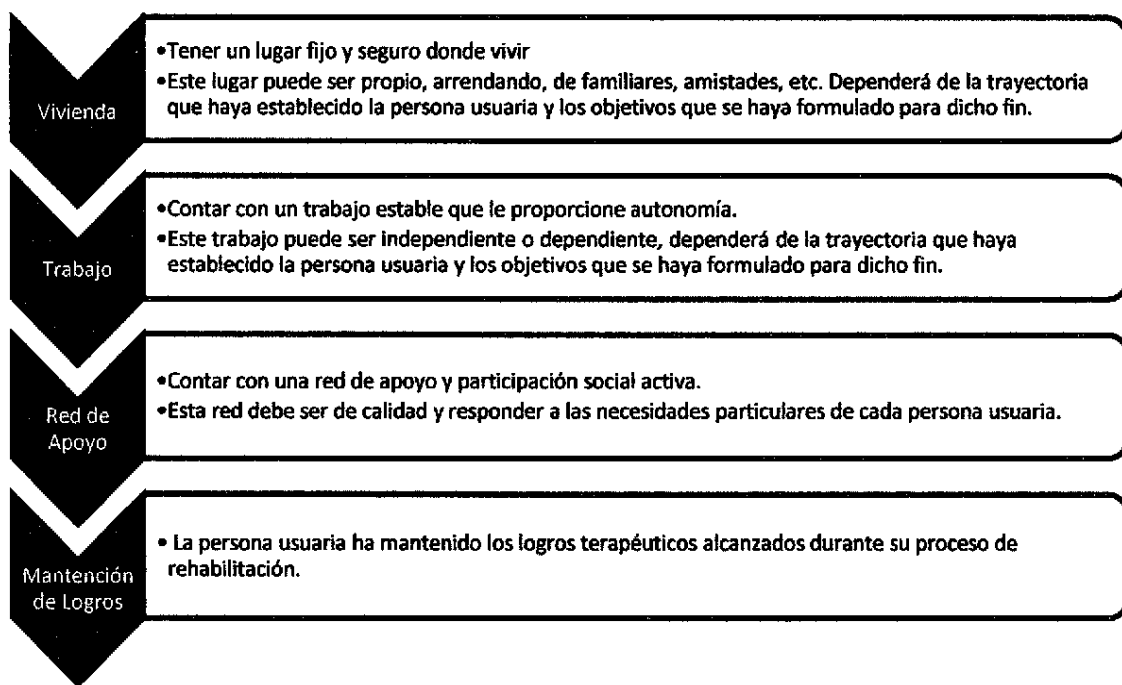 Vivienda
•Tener un lugar fijo y seguro donde vivir
•Este lugar puede ser propio, arrendando, de familiares, amistades, etc. Dependerá de la trayectoria
que haya establecido la persona usuaria y los objetivos que se haya formulado para dicho fin.
Trabajo
•Contar con un trabajo estable que le proporcione autonomía.
•Este trabajo puede ser independiente o dependiente, dependerá de la trayectoria que haya
establecido la persona usuaria y los objetivos que se haya formulado para dicho fin.
Red de
Apoyo
•Contar con una red de apoyo y participación social activa.
•Esta red debe ser de calidad y responder a las necesidades particulares de cada persona usuaria.
Mantención
de Logros
• La persona usuaria ha mantenido los logros terapéuticos alcanzados durante su proceso de
rehabilitación.